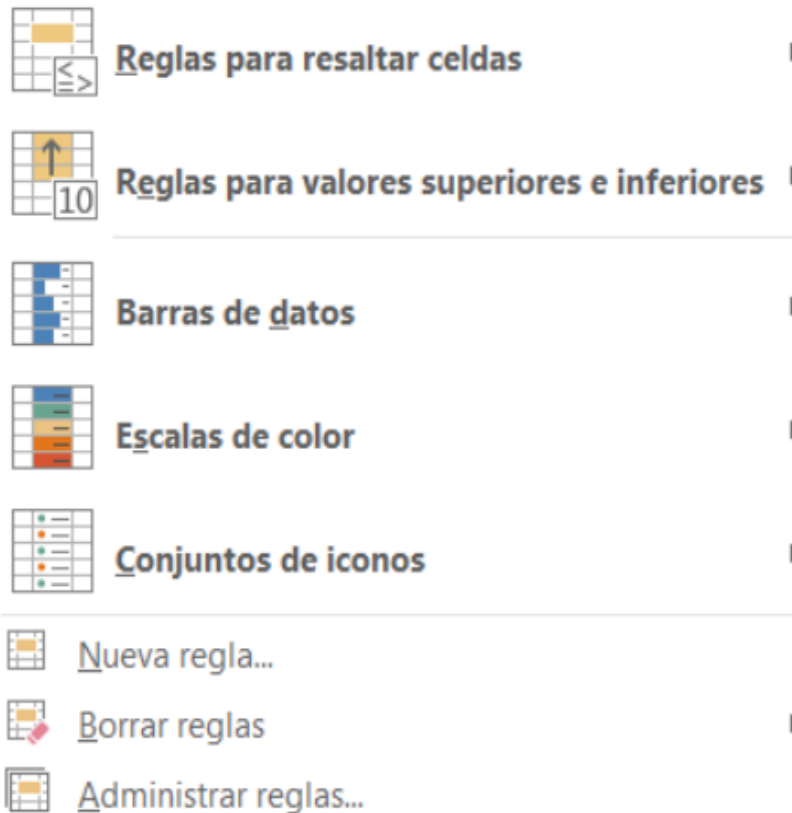 ≤
=>
Reglas para resaltar celdas
10
Reglas para valores superiores e inferiores
Barras de datos
Escalas de color
Conjuntos de iconos
Nueva regla...
Borrar reglas
Administrar reglas...